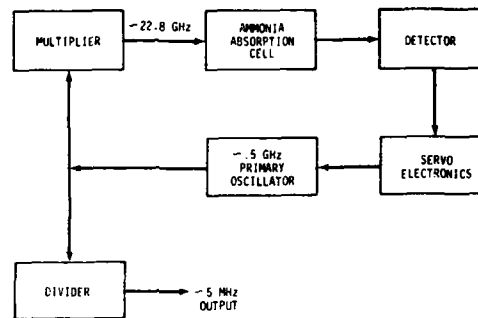 MULTIPLIER
~22.8 GHz
AMMONIA
ABSORPTION
CELL
DETECTOR
~.5 GHz
PRIMARY
OSCILLATOR
SERVO
ELECTRONICS
DIVIDER
~5 MHz
OUTPUT